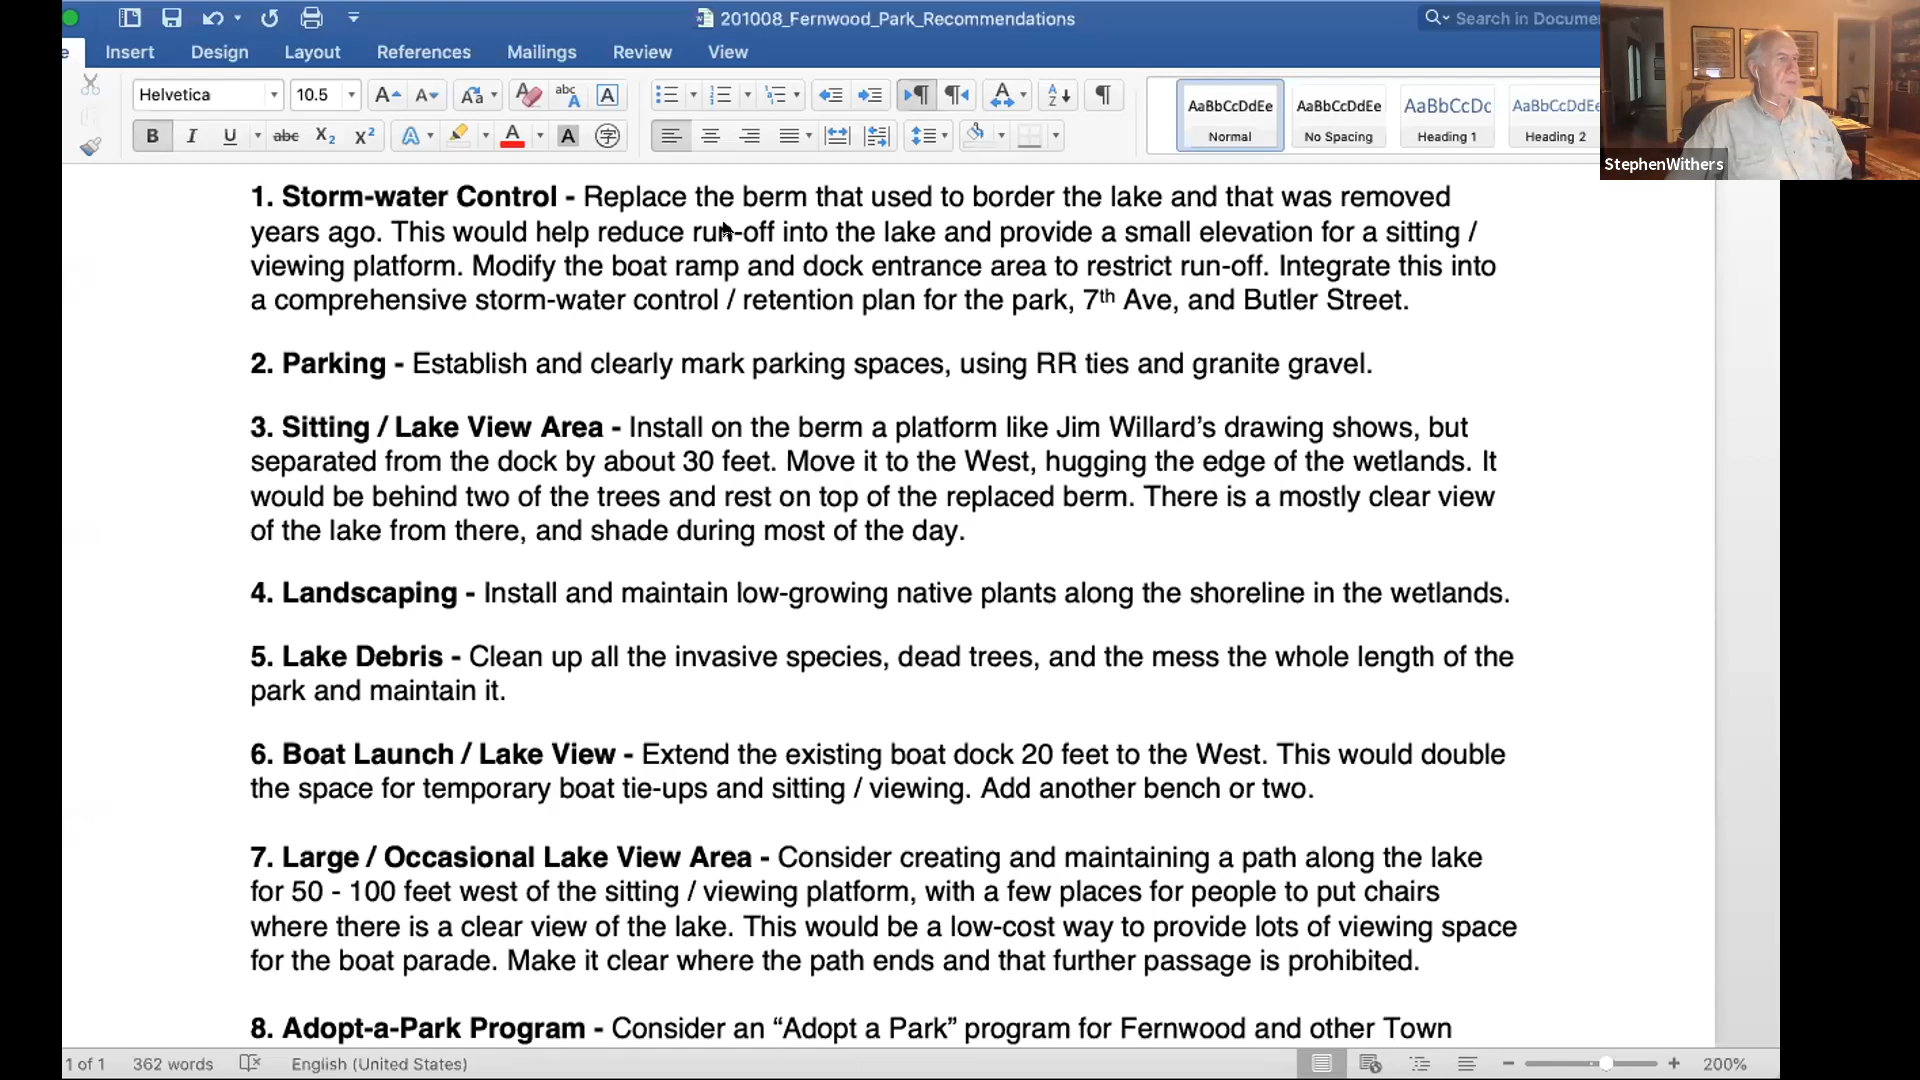 201008_Fernwood_Park_Recommendations
Search in Docume
Insert Design Layout References Mailings Review View
Helvetica 10.5
AaBbCcDdEe AaBbCcDdEe AaBbCcDc AaBbCcDdEe
Normal No Spacing Heading 1 Heading 2
StephenWithers
1. Storm-water Control - Replace the berm that used to border the lake and that was removed
years ago. This would help reduce run-off into the lake and provide a small elevation for a sitting /
viewing platform. Modify the boat ramp and dock entrance area to restrict run-off. Integrate this into
a comprehensive storm-water control / retention plan for the park, 7th Ave, and Butler Street.
2. Parking - Establish and clearly mark parking spaces, using RR ties and granite gravel.
3. Sitting / Lake View Area - Install on the berm a platform like Jim Willard’s drawing shows, but
separated from the dock by about 30 feet. Move it to the West, hugging the edge of the wetlands. It
would be behind two of the trees and rest on top of the replaced berm. There is a mostly clear view
of the lake from there, and shade during most of the day.
4. Landscaping - Install and maintain low-growing native plants along the shoreline in the wetlands.
5. Lake Debris - Clean up all the invasive species, dead trees, and the mess the whole length of the
park and maintain it.
6. Boat Launch / Lake View - Extend the existing boat dock 20 feet to the West. This would double
the space for temporary boat tie-ups and sitting / viewing. Add another bench or two.
7. Large / Occasional Lake View Area - Consider creating and maintaining a path along the lake
for 50 - 100 feet west of the sitting / viewing platform, with a few places for people to put chairs
where there is a clear view of the lake. This would be a low-cost way to provide lots of viewing space
for the boat parade. Make it clear where the path ends and that further passage is prohibited.
8. Adopt-a-Park Program - Consider an “Adopt a Park” program for Fernwood and other Town
1 of 1 362 words English (United States) 200%